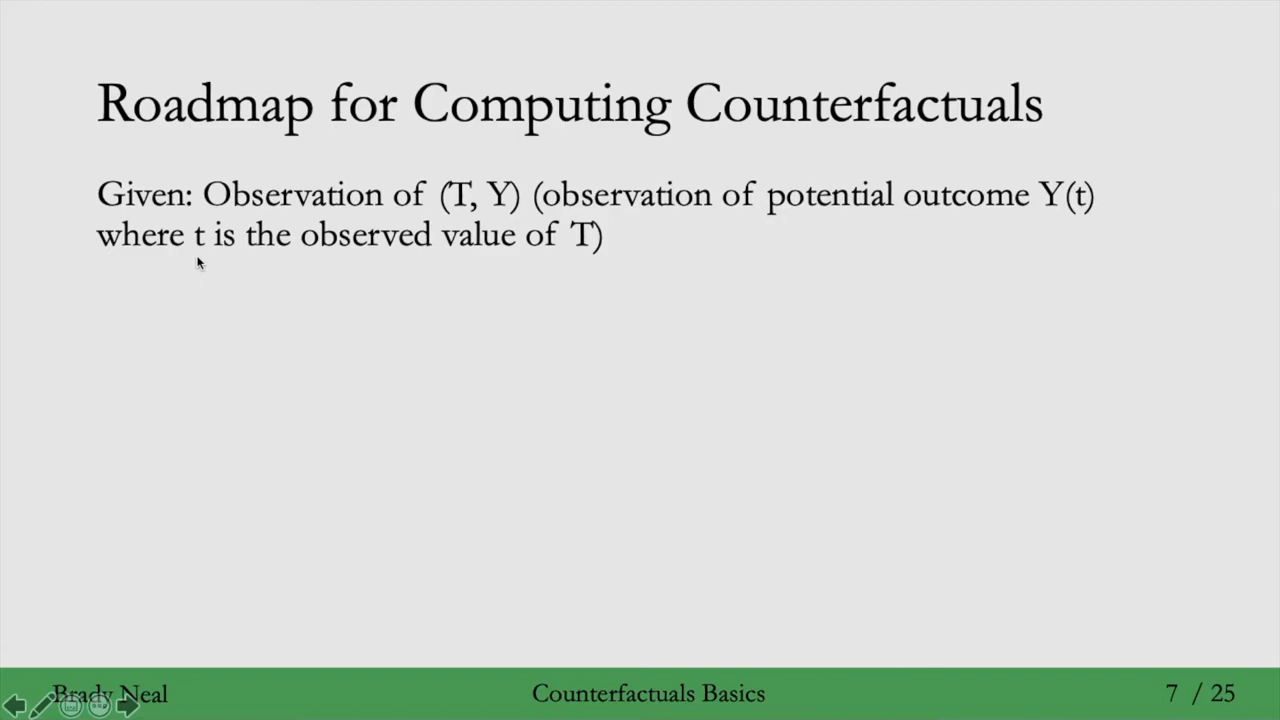 Roadmap for Computing Counterfactuals
Given: Observation of (T, Y) (observation of potential outcome Y(t)
where t is the observed value of T)
Brady Neal
Counterfactuals Basics
7 / 25